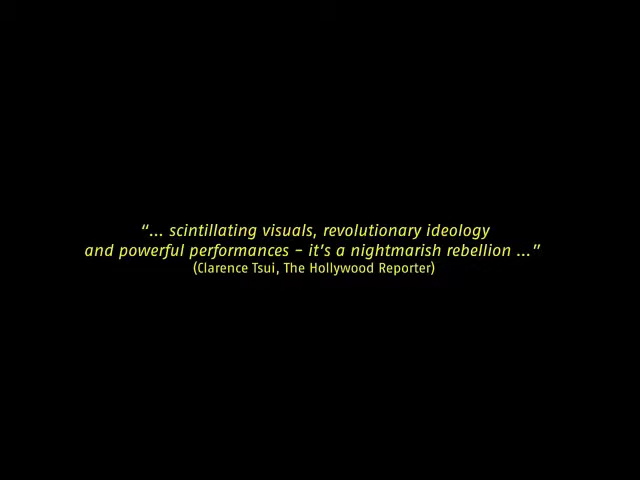 “... scintillating visuals, revolutionary ideology
and powerful performances – it’s a nightmarish rebellion ...”
(Clarence Tsui, The Hollywood Reporter)